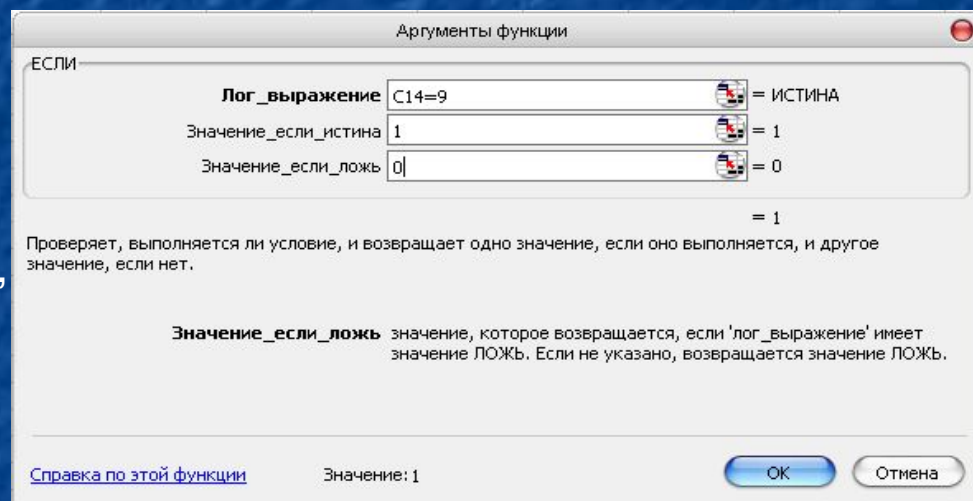 Аргументы функции
ЕСЛИ
Лог_выражение C14=9 = ИСТИНА
Значение_если_истина 1 = 1
Значение_если_ложь 0 = 0
= 1
Проверяет, выполняется ли условие, и возвращает одно значение, если оно выполняется, и другое
значение, если нет.
,
Значение_если_ложь значение, которое возвращается, если 'лог_выражение' имеет
значение ЛОЖЬ. Если не указано, возвращается значение ЛОЖЬ.
Справка по этой функции Значение: 1 OK Отмена